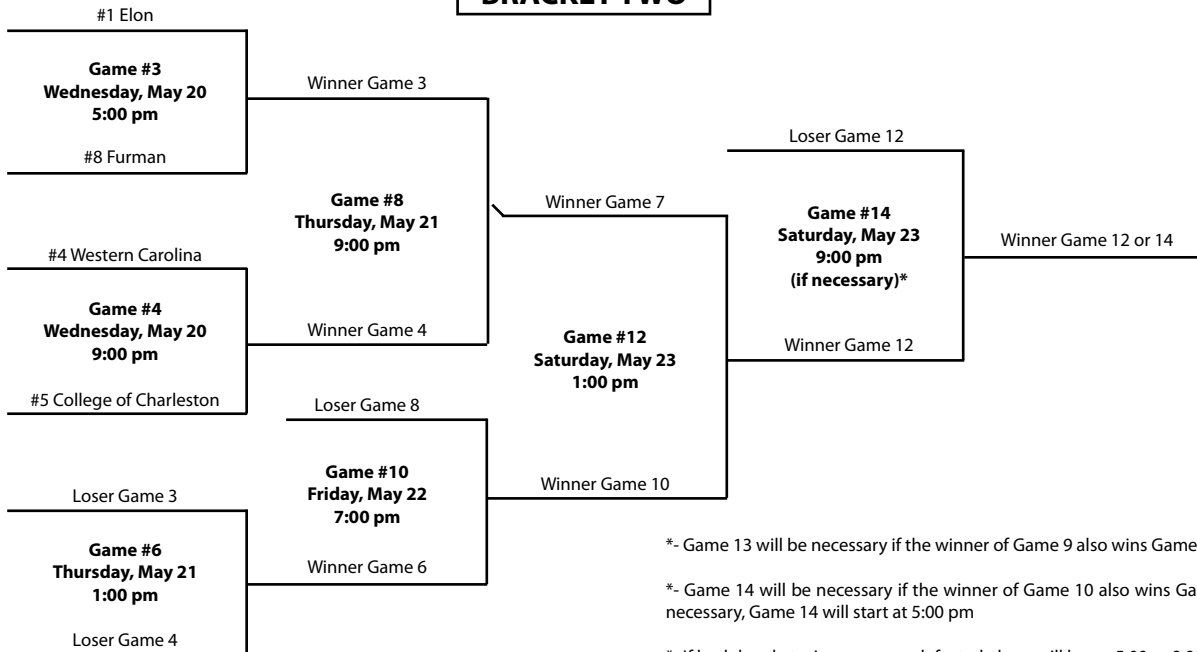 BRACKET TWO
#1 Elon
Game #3
Wednesday, May 20
5:00 pm
#8 Furman
Winner Game 3
Game #8
Thursday, May 21
9:00 pm
#4 Western Carolina
Game #4
Wednesday, May 20
9:00 pm
#5 College of Charleston
Winner Game 4
Loser Game 3
Game #6
Thursday, May 21
1:00 pm
Loser Game 4
Loser Game 8
Game #10
Friday, May 22
7:00 pm
Winner Game 6
Winner Game 7
Game #12
Saturday, May 23
1:00 pm
Winner Game 10
Loser Game 12
Game #14
Saturday, May 23
9:00 pm
(if necessary)*
Winner Game 12
Winner Game 12 or 14
*- Game 13 will be necessary if the winner of Game 9 also wins Game
*- Game 14 will be necessary if the winner of Game 10 also wins Ga
necessary, Game 14 will start at 5:00 pm